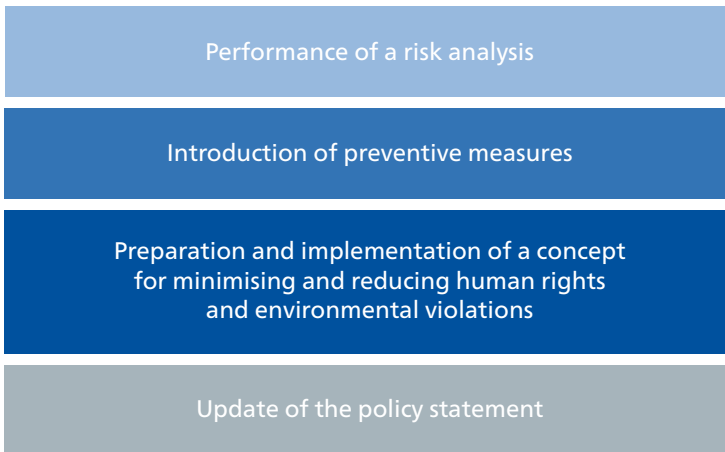 Performance of a risk analysis
Introduction of preventive measures
Preparation and implementation of a concept
for minimising and reducing human rights
and environmental violations
Update of the policy statement